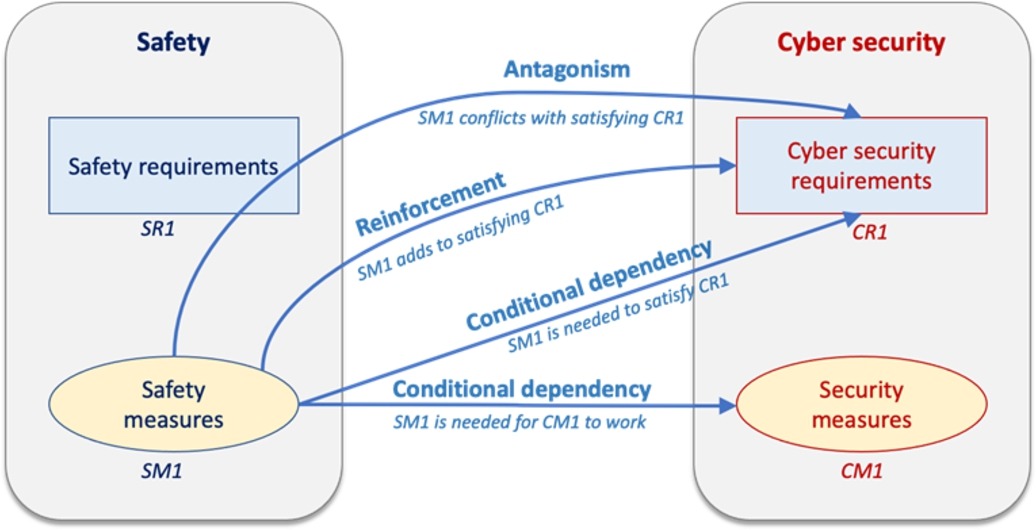 Safety
Cyber security
Antagonism
SM1 conflicts with satisfying CR1
Safety requirements
SR1
Cyber security
requirements
CR1
Reinforcement
SM1 adds to satisfying CR1
Conditional dependency
SM1 is needed to satisfy CR1
Safety
measures
SM1
Conditional dependency
SM1 is needed for CM1 to work
Security
measures
CM1